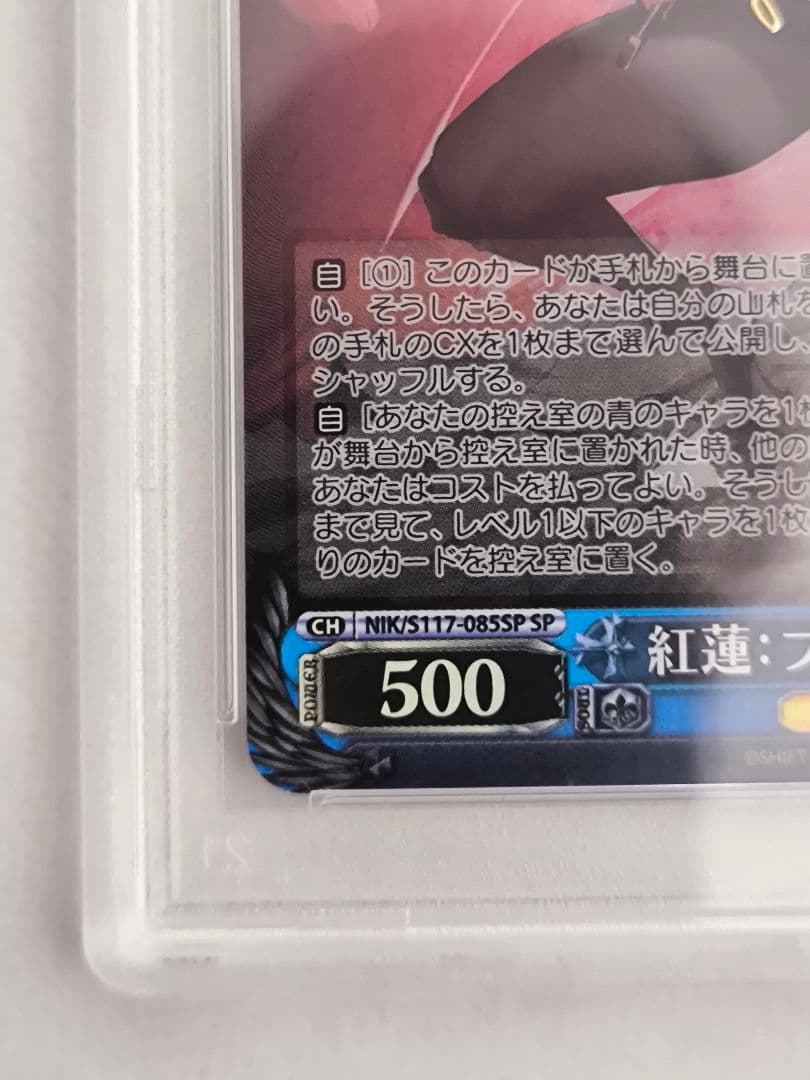 自 [①] このカードが手札から舞台に置
い。そうしたら、あなたは自分の山札
の手札のCXを1枚まで選んで公開し、
シャッフルする。
自 [あなたの控え室の青のキャラを1枚
が舞台から控え室に置かれた時、他の
あなたはコストを払ってよい。そうし
まで見て、レベル1以下のキャラを1枚
りのカードを控え室に置く。
CH NIK/S117-085SP SP
紅蓮：ブ
POWER 500
SOUL
©SHIFT